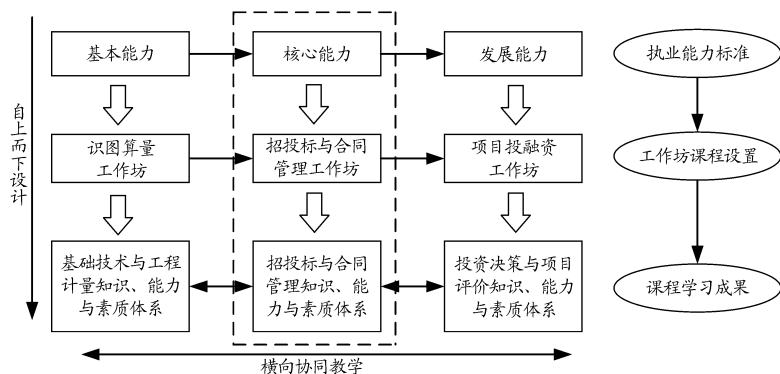 自上而下设计
基本能力
核心能力
发展能力
执业能力标准
识图算量
工作坊
招投标与合同
管理工作坊
项目投融资
工作坊
工作坊课程设置
基础技术与工程
计量知识、能力
与素质体系
招投标与合同
管理知识、能
力与素质体系
投资决策与项目
评价知识、能力
与素质体系
课程学习成果
横向协同教学